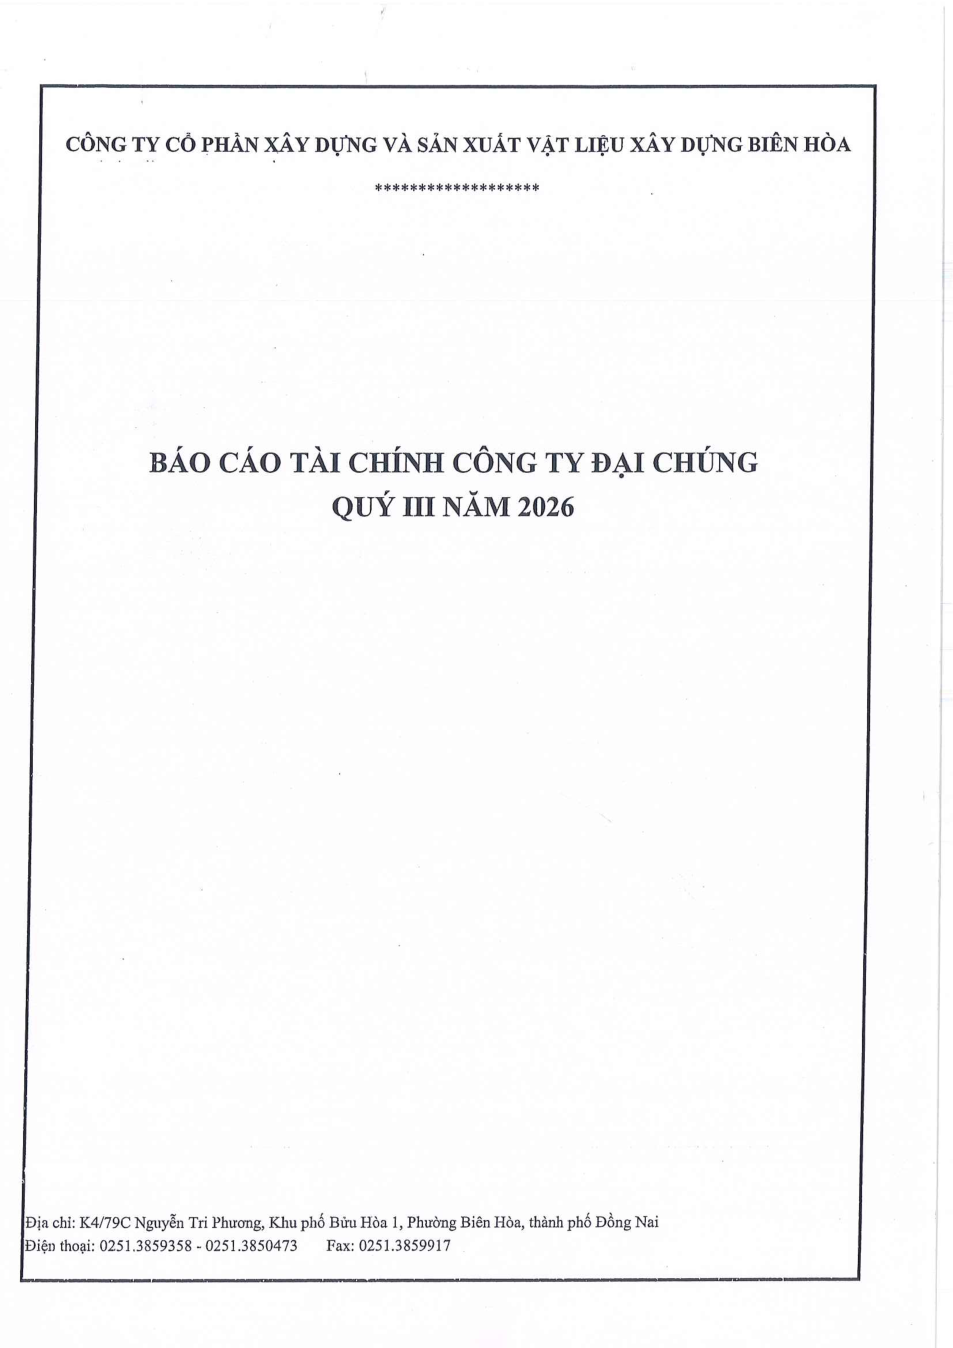 CÔNG TY CỔ PHẦN XÂY DỰNG VÀ SẢN XUẤT VẬT LIỆU XÂY DỰNG BIÊN HÒA
*******************
BÁO CÁO TÀI CHÍNH CÔNG TY ĐẠI CHÚNG
QUÝ III NĂM 2026
Địa chỉ: K4/79C Nguyễn Tri Phương, Khu phố Bửu Hòa 1, Phường Biên Hòa, thành phố Đồng Nai
Điện thoại: 0251.3859358 - 0251.3850473 Fax: 0251.3859917